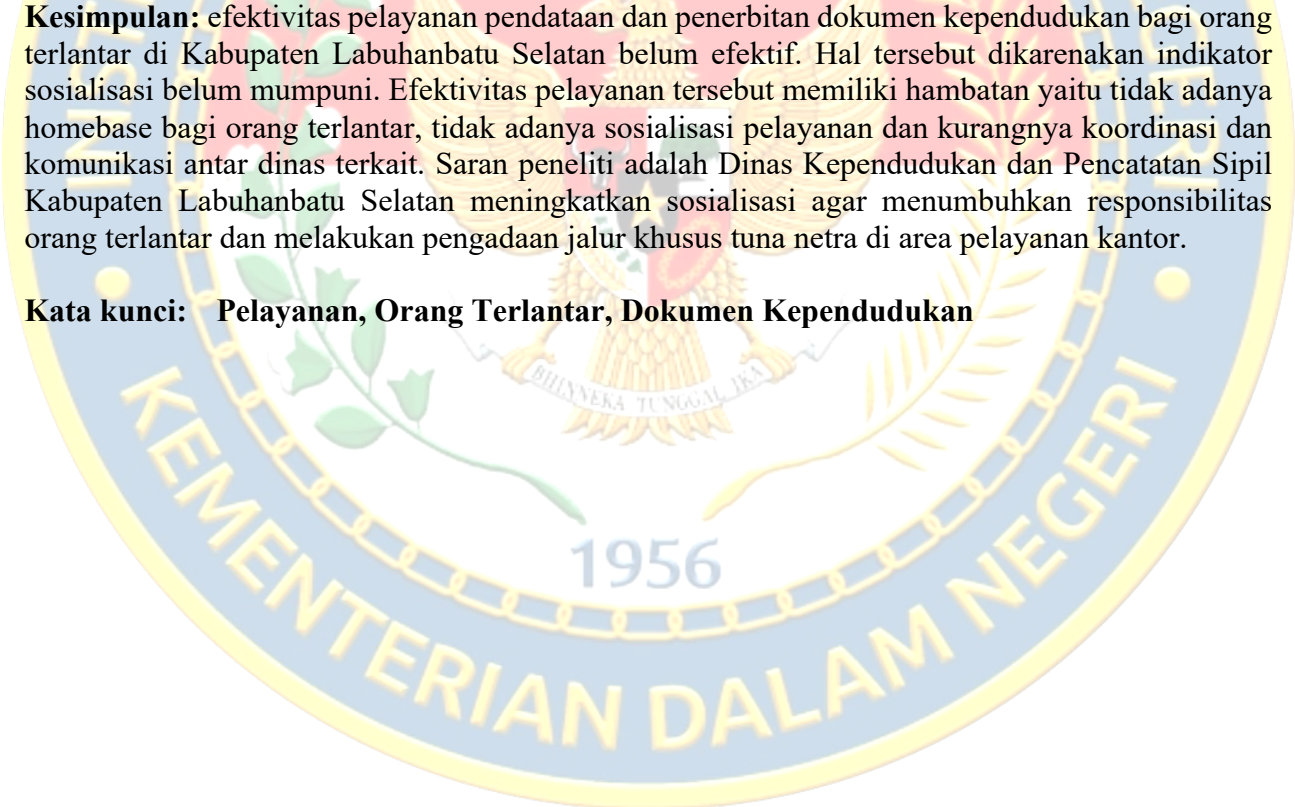 Kesimpulan: efektivitas pelayanan pendataan dan penerbitan dokumen kependudukan bagi orang
terlantar di Kabupaten Labuhanbatu Selatan belum efektif. Hal tersebut dikarenakan indikator
sosialisasi belum mumpuni. Efektivitas pelayanan tersebut memiliki hambatan yaitu tidak adanya
homebase bagi orang terlantar, tidak adanya sosialisasi pelayanan dan kurangnya koordinasi dan
komunikasi antar dinas terkait. Saran peneliti adalah Dinas Kependudukan dan Pencatatan Sipil
Kabupaten Labuhanbatu Selatan meningkatkan sosialisasi agar menumbuhkan responsibilitas
orang terlantar dan melakukan pengadaan jalur khusus tuna netra di area pelayanan kantor.
Kata kunci: Pelayanan, Orang Terlantar, Dokumen Kependudukan
BHINNEKA TUNGGAL IKA
1956
KEMENTERIAN DALAM NEGERI